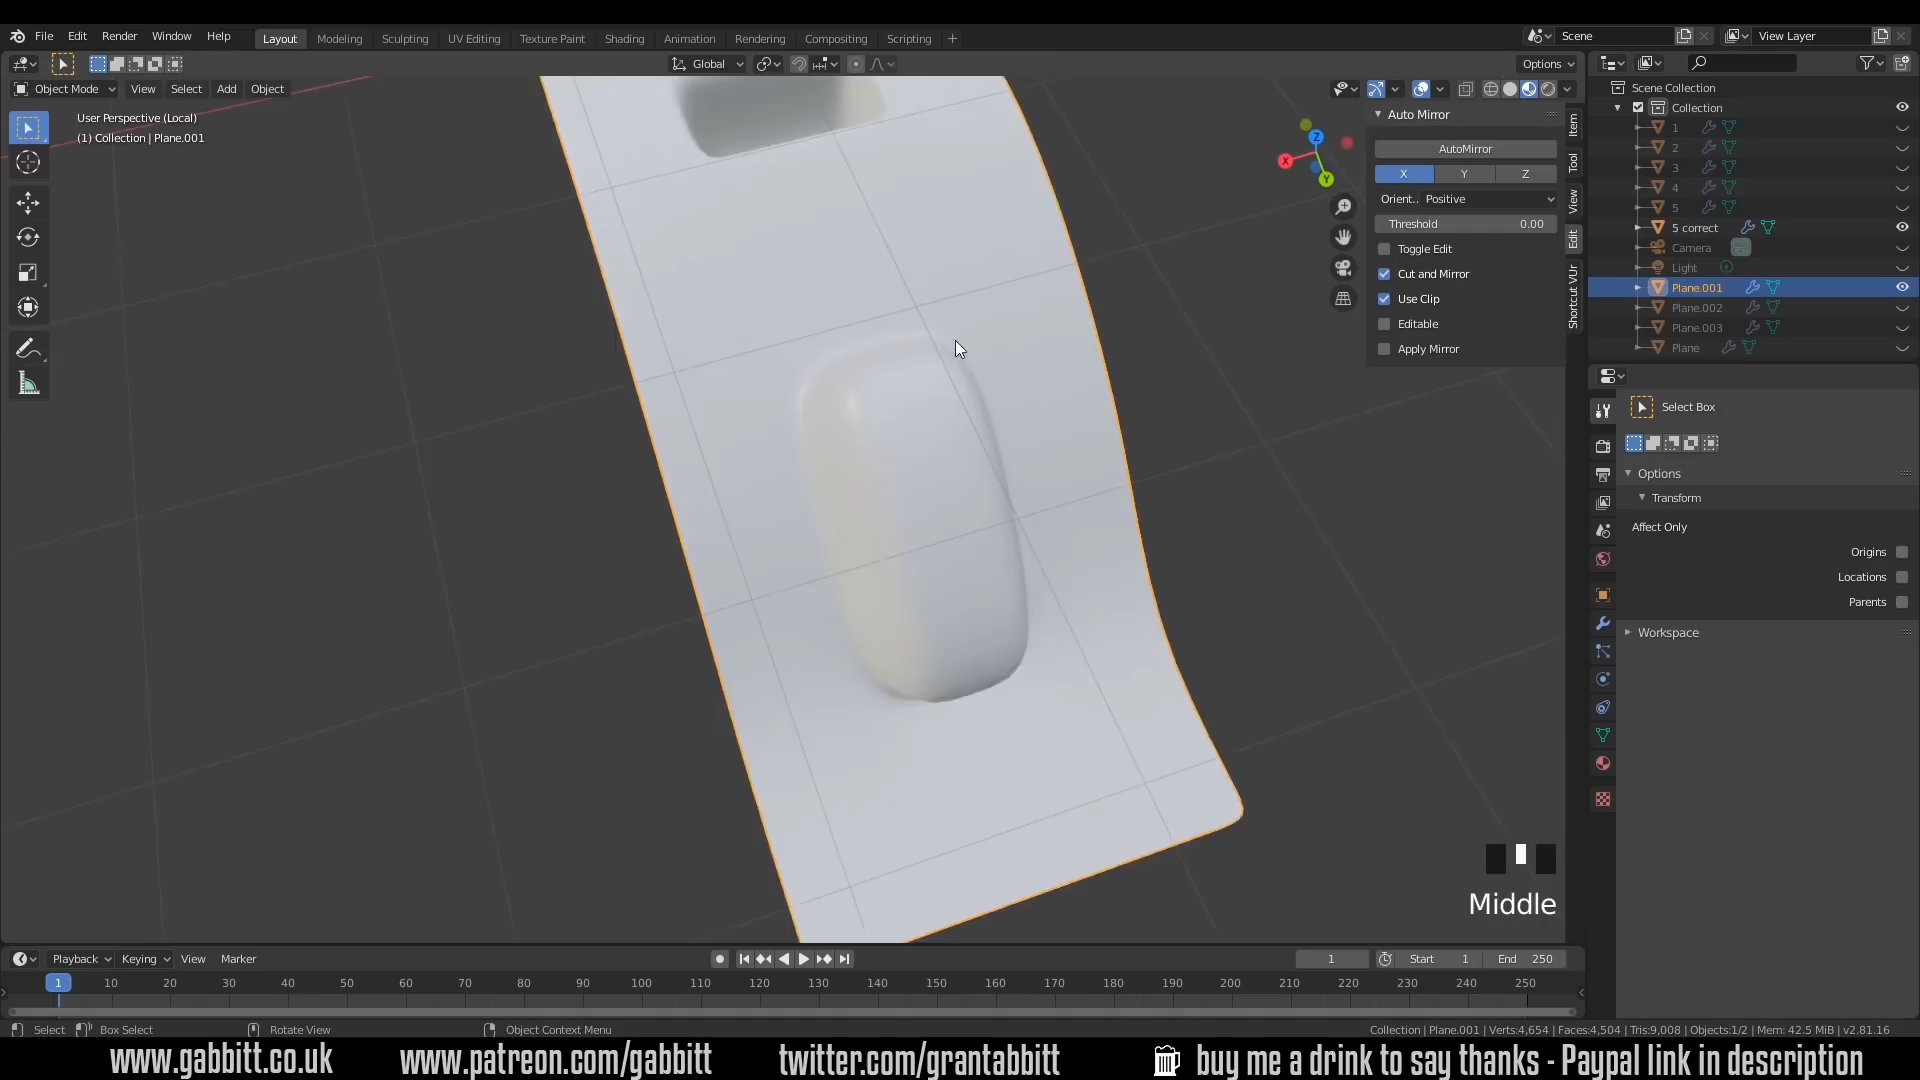 File Edit Render Window Help Layout Modeling Sculpting UV Editing Texture Paint Shading Animation Rendering Compositing Scripting + Scene View Layer
Global Options
Object Mode View Select Add Object
User Perspective (Local)
(1) Collection | Plane.001
Auto Mirror
AutoMirror
X Y Z
Orient.. Positive
Threshold 0.00
Toggle Edit
Cut and Mirror
Use Clip
Editable
Apply Mirror
Item
Tool
View
Edit
Shortcut VUr
X
Y
Z
Scene Collection
Collection
1
2
3
4
5
5 correct
Camera
Light
Plane.001
Plane.002
Plane.003
Plane
Select Box
Options
Transform
Affect Only
Origins
Locations
Parents
Workspace
Middle
Playback Keying View Marker 1 Start 1 End 250
1 10 20 30 40 50 60 70 80 90 100 110 120 130 140 150 160 170 180 190 200 210 220 230 240 250
Select Box Select Rotate View Object Context Menu Collection | Plane.001 | Verts:4,654 | Faces:4,504 | Tris:9,008 | Objects:1/2 | Mem: 42.5 MiB | v2.81.16
www.gabbitt.co.uk www.patreon.com/gabbitt twitter.com/grantabbitt buy me a drink to say thanks - Paypal link in description